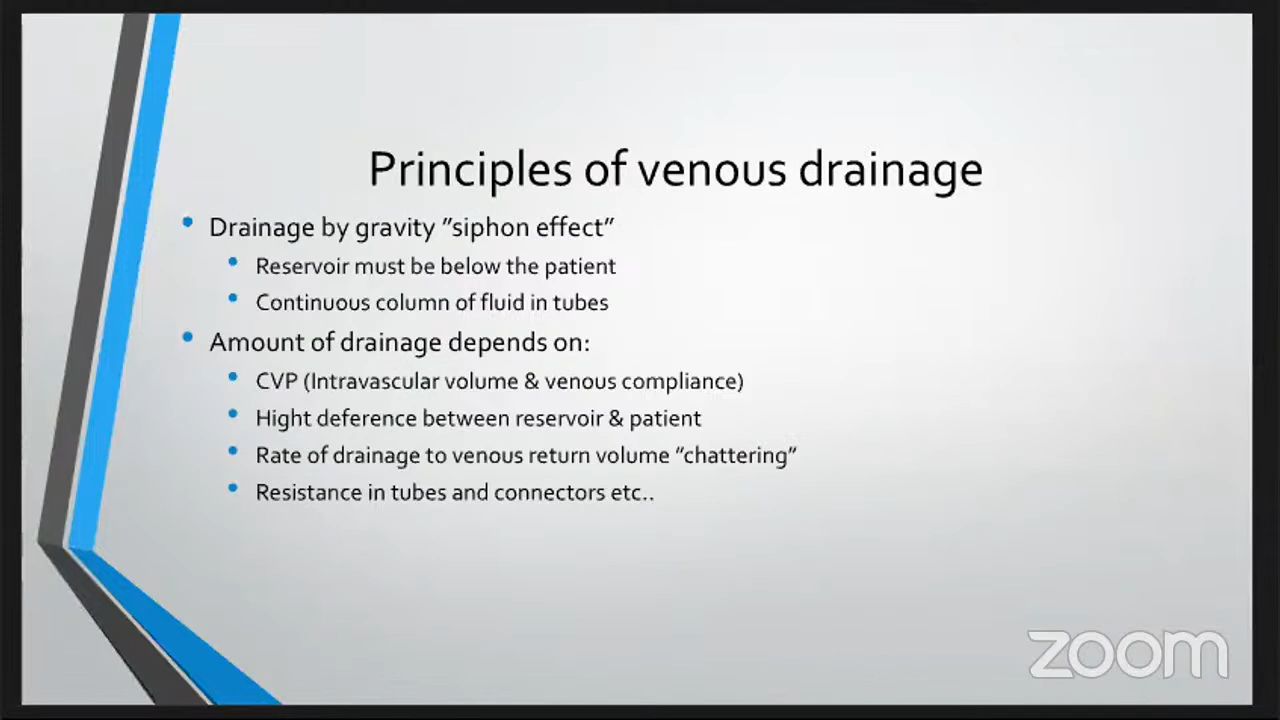 Principles of venous drainage
Drainage by gravity ”siphon effect”
Reservoir must be below the patient
Continuous column of fluid in tubes
Amount of drainage depends on:
CVP (Intravascular volume & venous compliance)
Hight deference between reservoir & patient
Rate of drainage to venous return volume ”chattering”
Resistance in tubes and connectors etc..
zoom